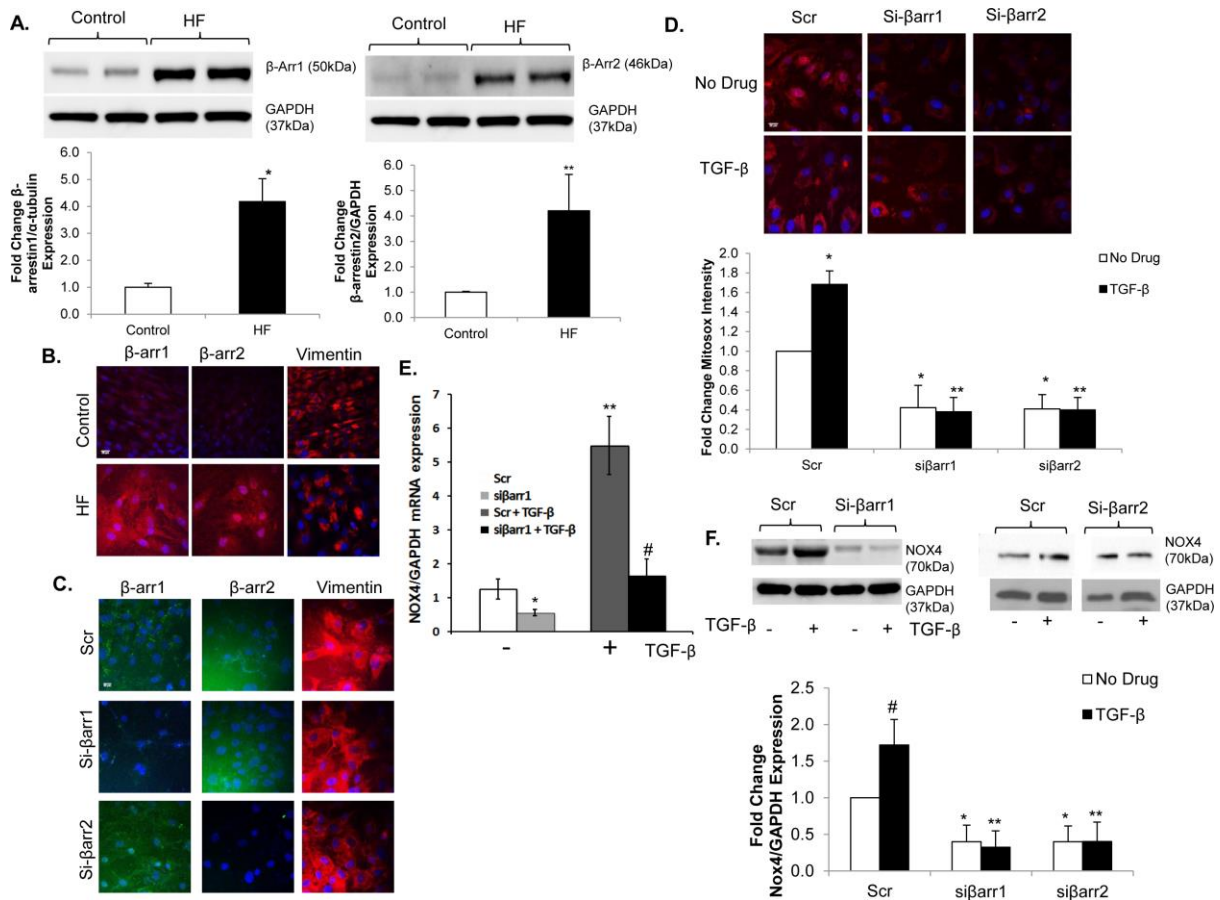 A.
Control
HF
β-Arr1 (50kDa)
GAPDH
(37kDa)
Fold Change β-
arrestin1/α-tubulin
Expression
6.0
5.0
4.0
3.0
2.0
1.0
0.0
*
Control
HF
Control
HF
β-Arr2 (46kDa)
GAPDH
(37kDa)
Fold Change
β-arrestin2/GAPDH
Expression
6.0
5.0
4.0
3.0
2.0
1.0
0.0
**
Control
HF
B.
β-arr1
β-arr2
Vimentin
Control
HF
C.
β-arr1
β-arr2
Vimentin
Scr
Si-βarr1
Si-βarr2
D.
Scr
Si-βarr1
Si-βarr2
No Drug
TGF-β
Fold Change Mitosox Intensity
2.0
1.8
1.6
1.4
1.2
1.0
0.8
0.6
0.4
0.2
0.0
*
*
**
*
**
No Drug
TGF-β
Scr
siβarr1
siβarr2
E.
NOX4/GAPDH mRNA expression
7
6
5
4
3
2
1
0
Scr
siβarr1
Scr + TGF-β
siβarr1 + TGF-β
*
**
#
-
+
TGF-β
F.
Scr
Si-βarr1
NOX4
(70kDa)
GAPDH
(37kDa)
TGF-β
- + - +
TGF-β
Scr
Si-βarr2
NOX4
(70kDa)
GAPDH
(37kDa)
- + - +
Fold Change
Nox4/GAPDH Expression
2.5
2.0
1.5
1.0
0.5
0.0
#
*
**
*
**
No Drug
TGF-β
Scr
siβarr1
siβarr2